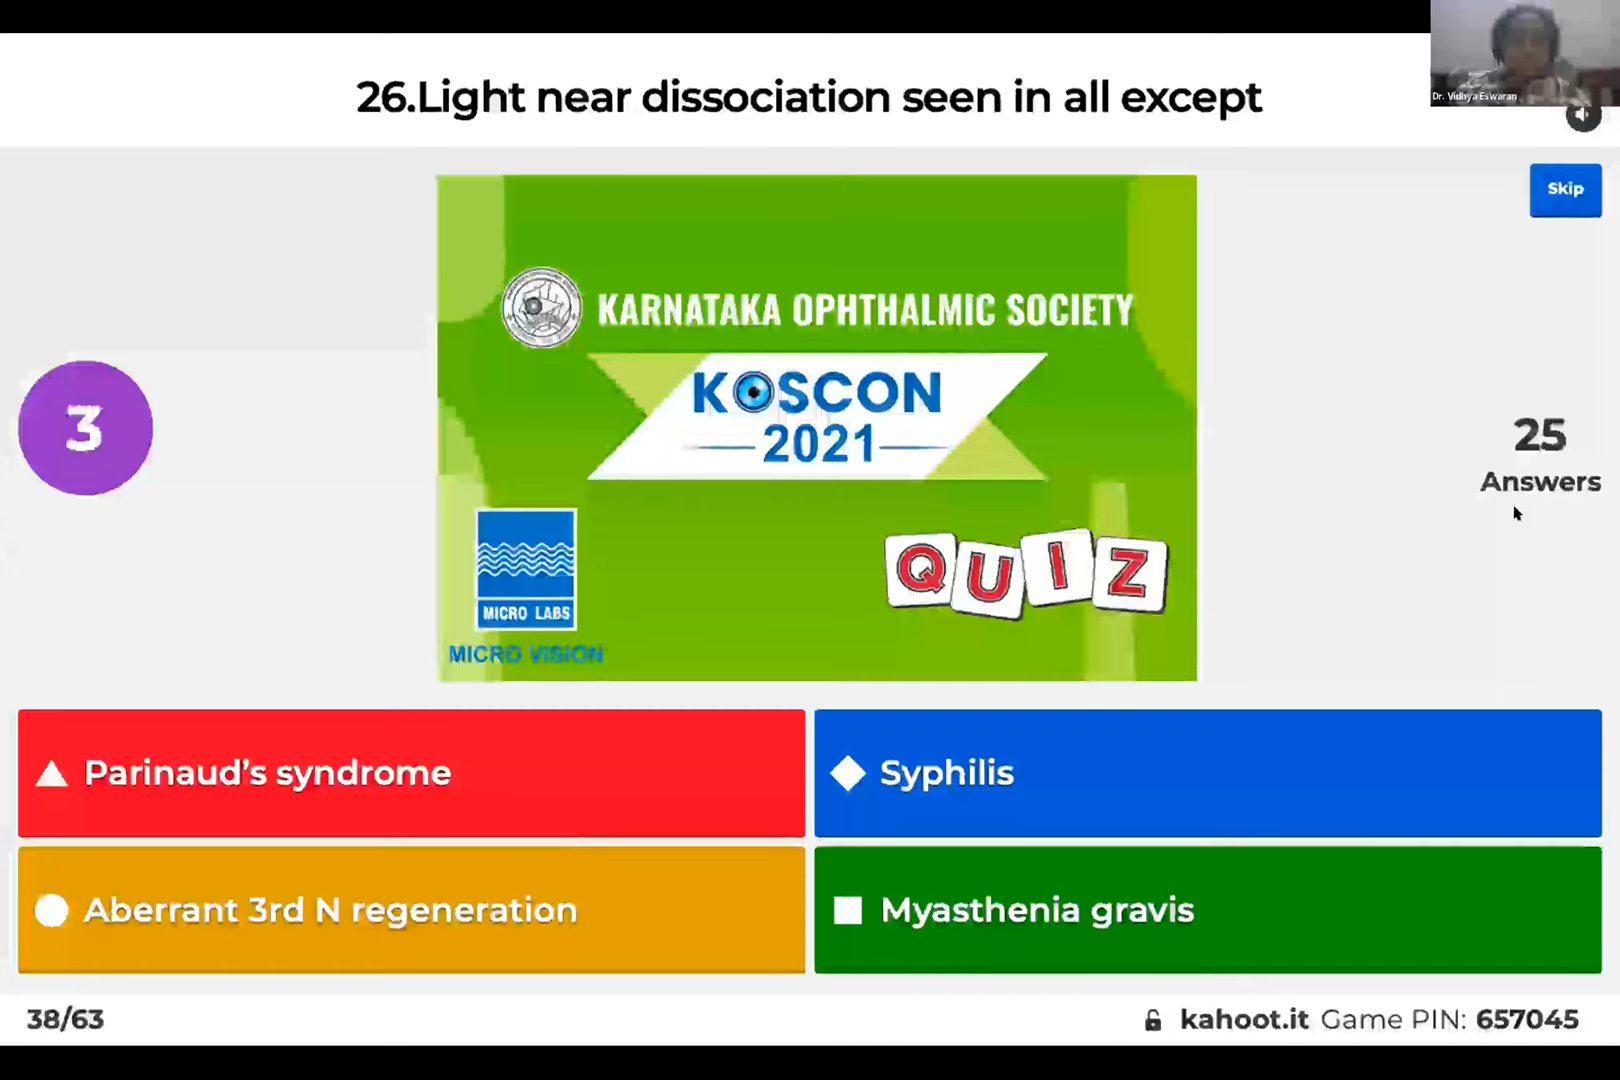 26.Light near dissociation seen in all except
Dr. Vidhya Eswaran
Skip
KARNATAKA OPHTHALMIC SOCIETY
KOSCON
2021
3
25
Answers
MICRO LABS
MICRO VISION
QUIZ
Parinaud's syndrome
Syphilis
Aberrant 3rd N regeneration
Myasthenia gravis
38/63
kahoot.it Game PIN: 657045